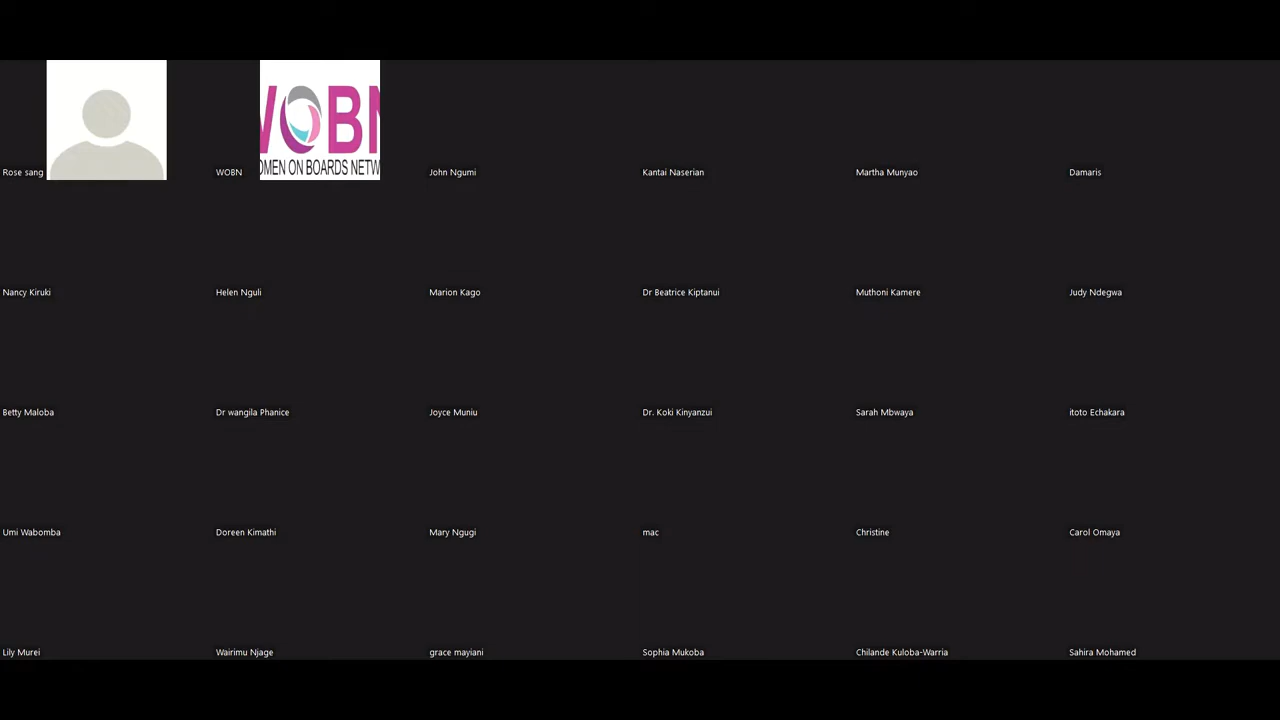 WOBN
OMEN ON BOARDS NETW
Rose sang
WOBN
John Ngumi
Kantai Naserian
Martha Munyao
Damaris
Nancy Kiruki
Helen Nguli
Marion Kago
Dr Beatrice Kiptanui
Muthoni Kamere
Judy Ndegwa
Betty Maloba
Dr wangila Phanice
Joyce Muniu
Dr. Koki Kinyanzui
Sarah Mbwaya
itoto Echakara
Umi Wabomba
Doreen Kimathi
Mary Ngugi
mac
Christine
Carol Omaya
Lily Murei
Wairimu Njage
grace mayiani
Sophia Mukoba
Chilande Kuloba-Warria
Sahira Mohamed